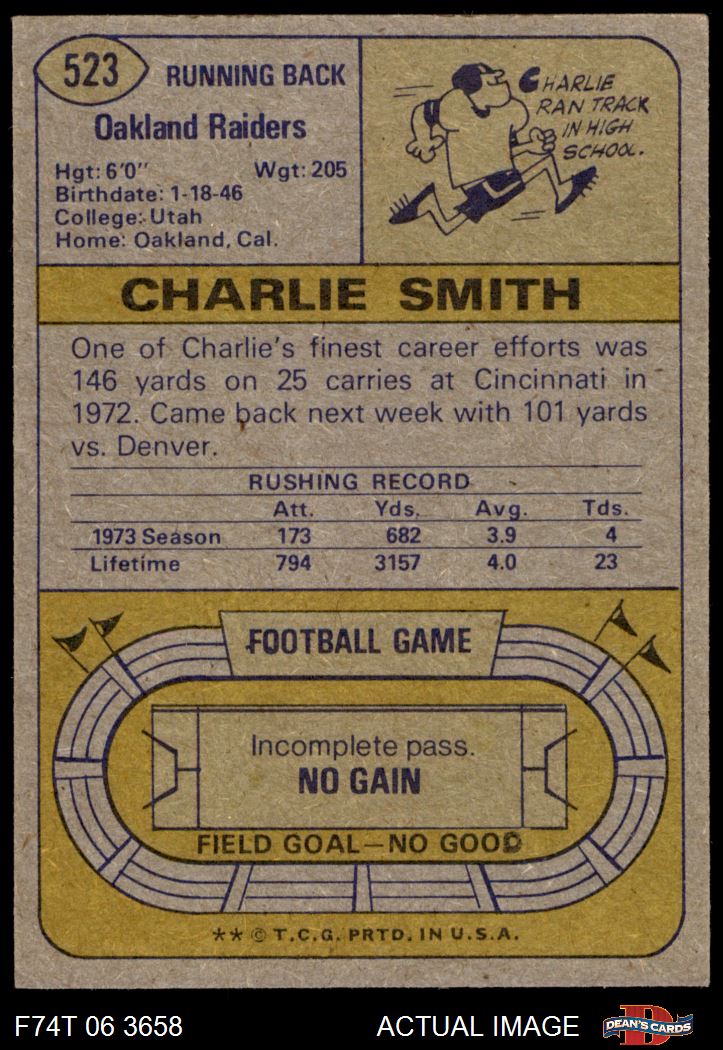 523
RUNNING BACK
Oakland Raiders
Hgt: 6'0'' Wgt: 205
Birthdate: 1-18-46
College: Utah
Home: Oakland, Cal.
CHARLIE
RAN TRACK
IN HIGH
SCHOOL.
CHARLIE SMITH
One of Charlie's finest career efforts was
146 yards on 25 carries at Cincinnati in
1972. Came back next week with 101 yards
vs. Denver.
RUSHING RECORD
Att. Yds. Avg. Tds.
1973 Season 173 682 3.9 4
Lifetime 794 3157 4.0 23
FOOTBALL GAME
Incomplete pass.
NO GAIN
FIELD GOAL—NO GOOD
** © T.C.G. PRTD. IN U.S.A.
F74T 06 3658 ACTUAL IMAGE
D
DEAN'S CARDS